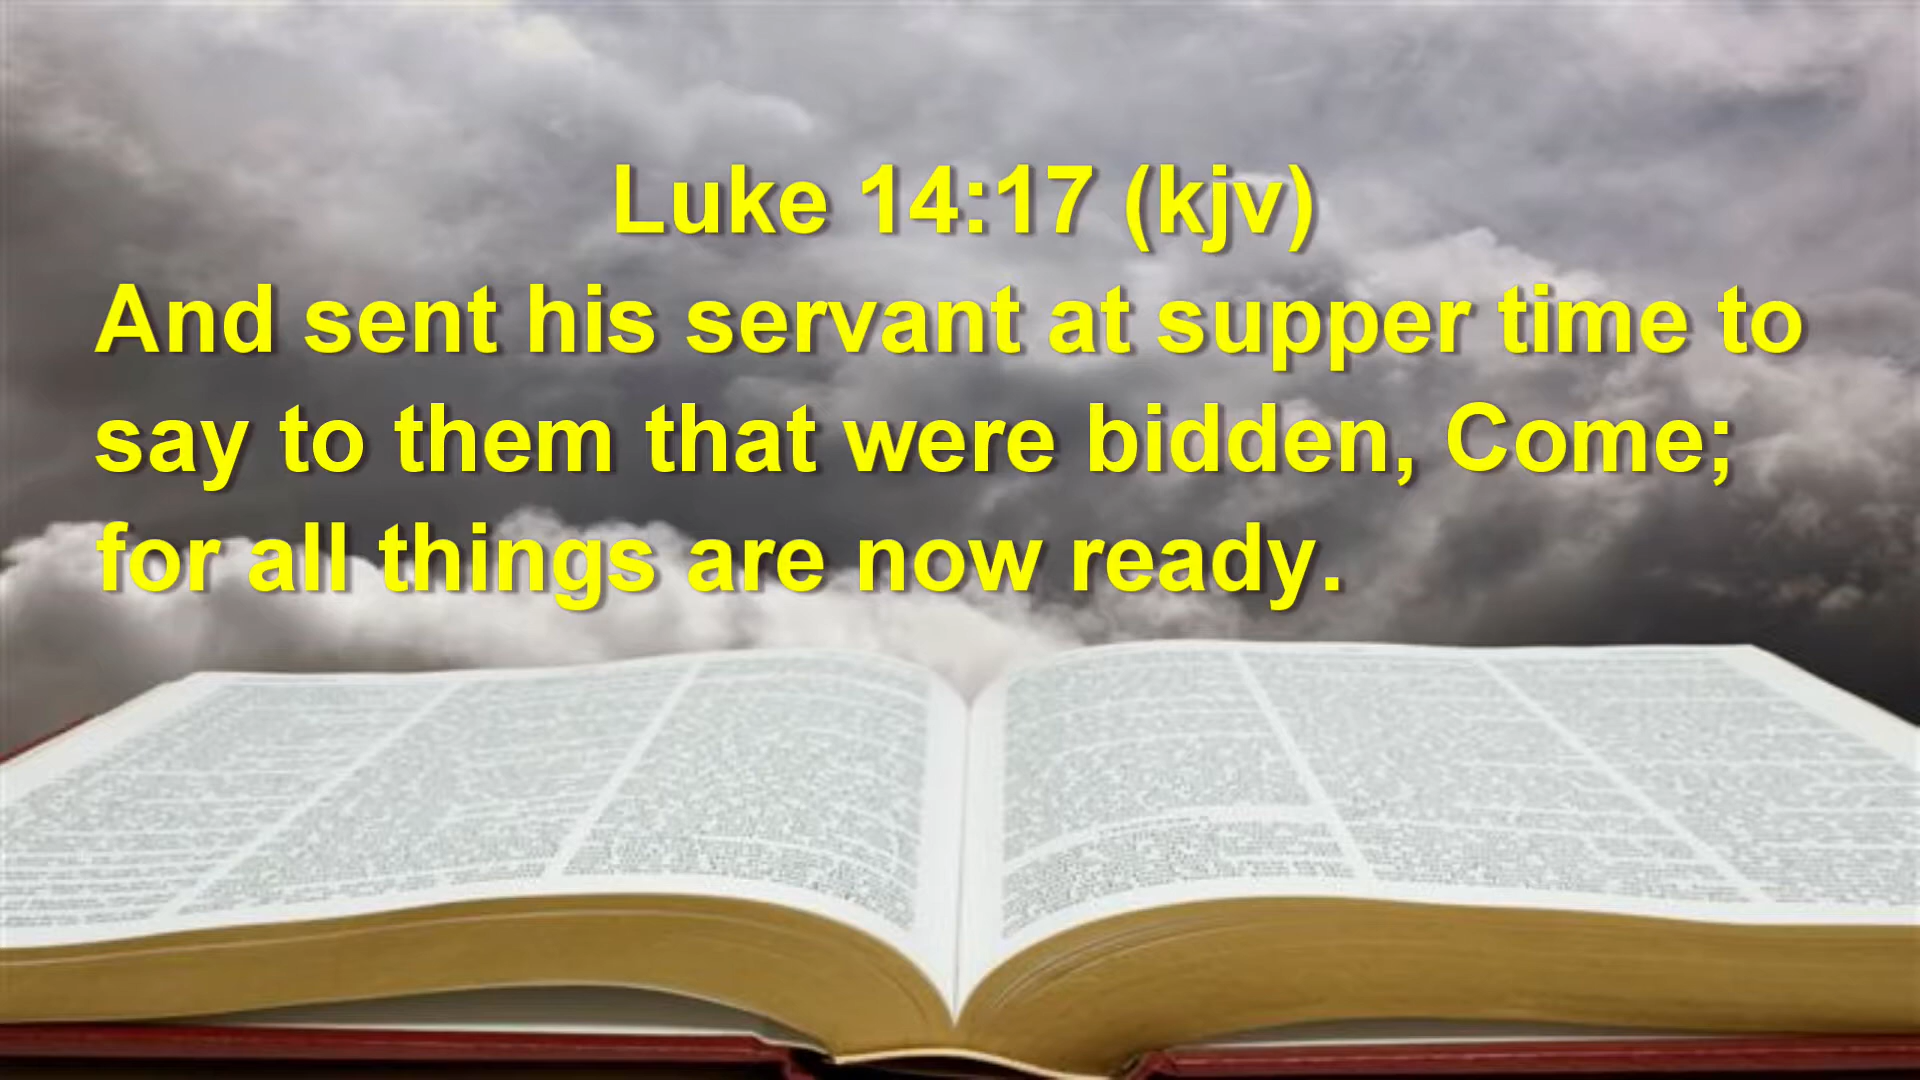 Luke 14:17 (kjv)
And sent his servant at supper time to
say to them that were bidden, Come;
for all things are now ready.